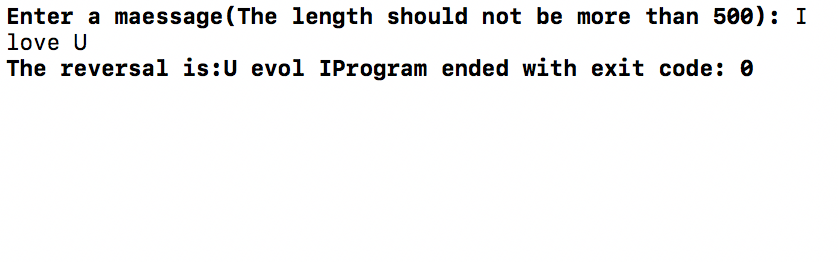 Enter a maessage(The length should not be more than 500): I
love U
The reversal is:U evol IProgram ended with exit code: 0